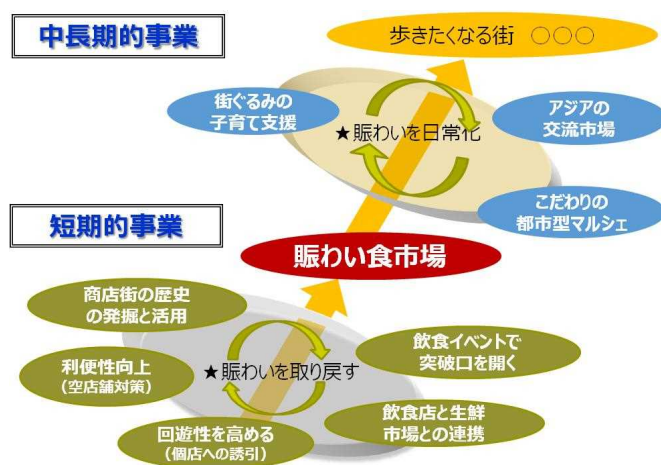 中長期的事業
歩きたくなる街 ○○○
街ぐるみの
子育て支援
★賑わいを日常化
アジアの
交流市場
こだわりの
都市型マルシェ
短期的事業
賑わい食市場
商店街の歴史
の発掘と活用
飲食イベントで
突破口を開く
利便性向上
(空店舗対策)
★賑わいを取り戻す
飲食店と生鮮
市場との連携
回遊性を高める
(個店への誘引)